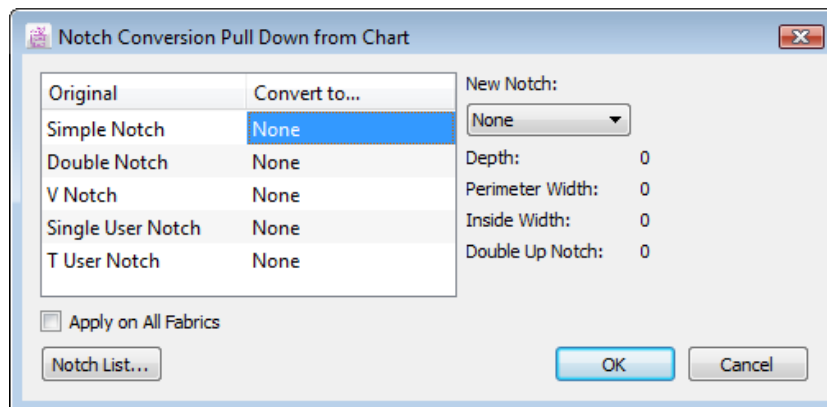 Notch Conversion Pull Down from Chart
Original Convert to...
Simple Notch None
Double Notch None
V Notch None
Single User Notch None
T User Notch None
New Notch:
None
Depth: 0
Perimeter Width: 0
Inside Width: 0
Double Up Notch: 0
Apply on All Fabrics
Notch List... OK Cancel